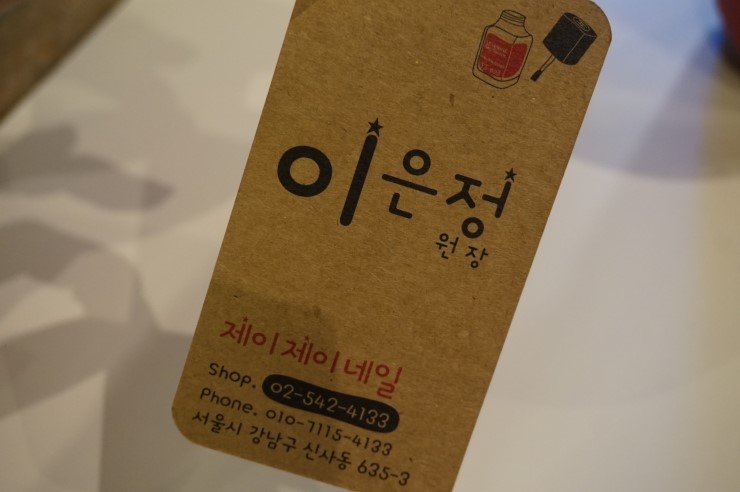 이은정
원장
제이제이네일
Shop. 02-542-4133
Phone. 010-7115-4133
서울시 강남구 신사동 635-3